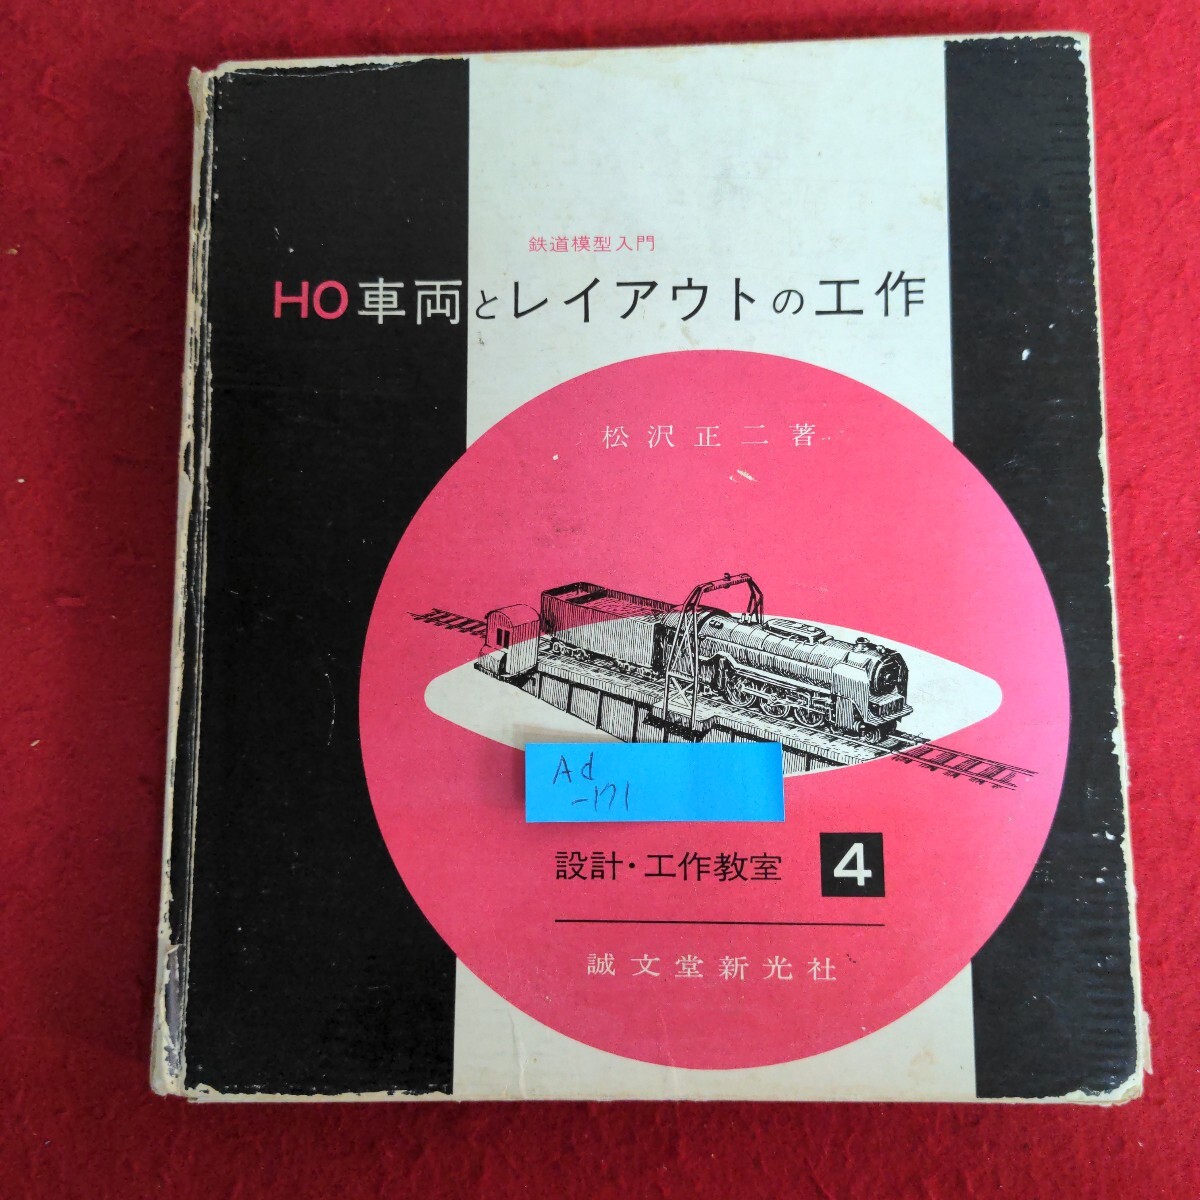 鉄道模型入門
HO車両とレイアウトの工作
松沢正二著
Ad
-171
設計・工作教室 4
誠文堂新光社